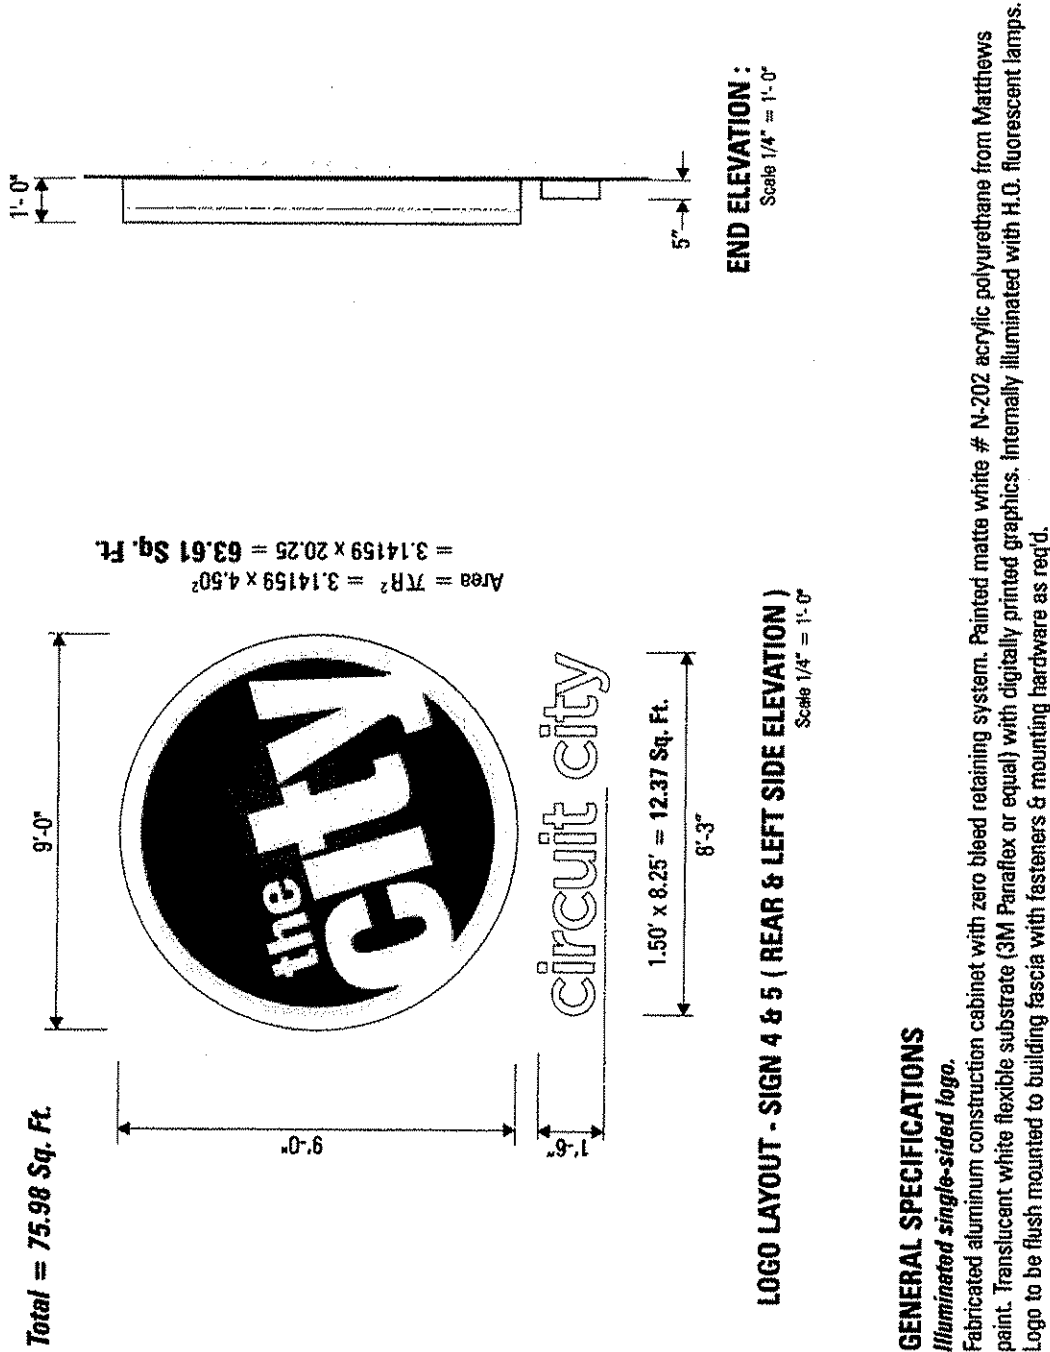 Total = 75.98 Sq. Ft.
9'-0"
Area = πR² = 3.14159 x 4.50²
= 3.14159 x 20.25 = 63.61 Sq. Ft.
1'- 0"
9'-0"
the
city
1'-6"
circuit city
1.50' x 8.25' = 12.37 Sq. Ft.
8'-3"
5"
LOGO LAYOUT - SIGN 4 & 5 ( REAR & LEFT SIDE ELEVATION )
Scale 1/4" = 1'- 0"
END ELEVATION :
Scale 1/4" = 1'- 0"
GENERAL SPECIFICATIONS
Illuminated single-sided logo.
Fabricated aluminum construction cabinet with zero bleed retaining system. Painted matte white # N-202 acrylic polyurethane from Matthews
paint. Translucent white flexible substrate (3M Panaflex or equal) with digitally printed graphics. Internally illuminated with H.O. fluorescent lamps.
Logo to be flush mounted to building fascia with fasteners & mounting hardware as req'd.